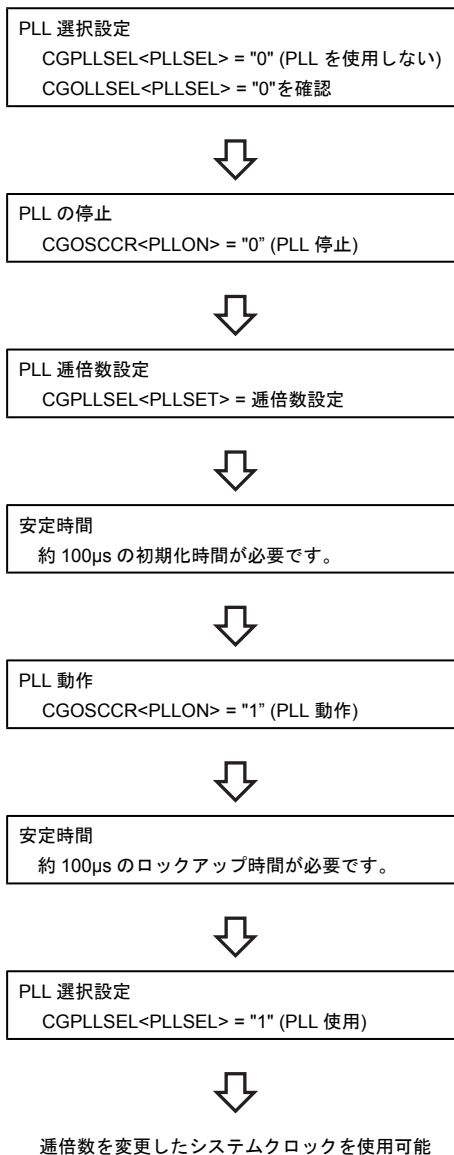 PLL 選択設定
CGPLLSEL<PLLSEL> = "0" (PLL を使用しない)
CGOLLSEL<PLLSEL> = "0"を確認
PLL の停止
CGOSCCR<PLLON> = "0” (PLL 停止)
PLL 逓倍数設定
CGPLLSEL<PLLSET> = 逓倍数設定
安定時間
約 100μs の初期化時間が必要です。
PLL 動作
CGOSCCR<PLLON> = "1” (PLL 動作)
安定時間
約 100μs のロックアップ時間が必要です。
PLL 選択設定
CGPLLSEL<PLLSEL> = "1" (PLL 使用)
逓倍数を変更したシステムクロックを使用可能